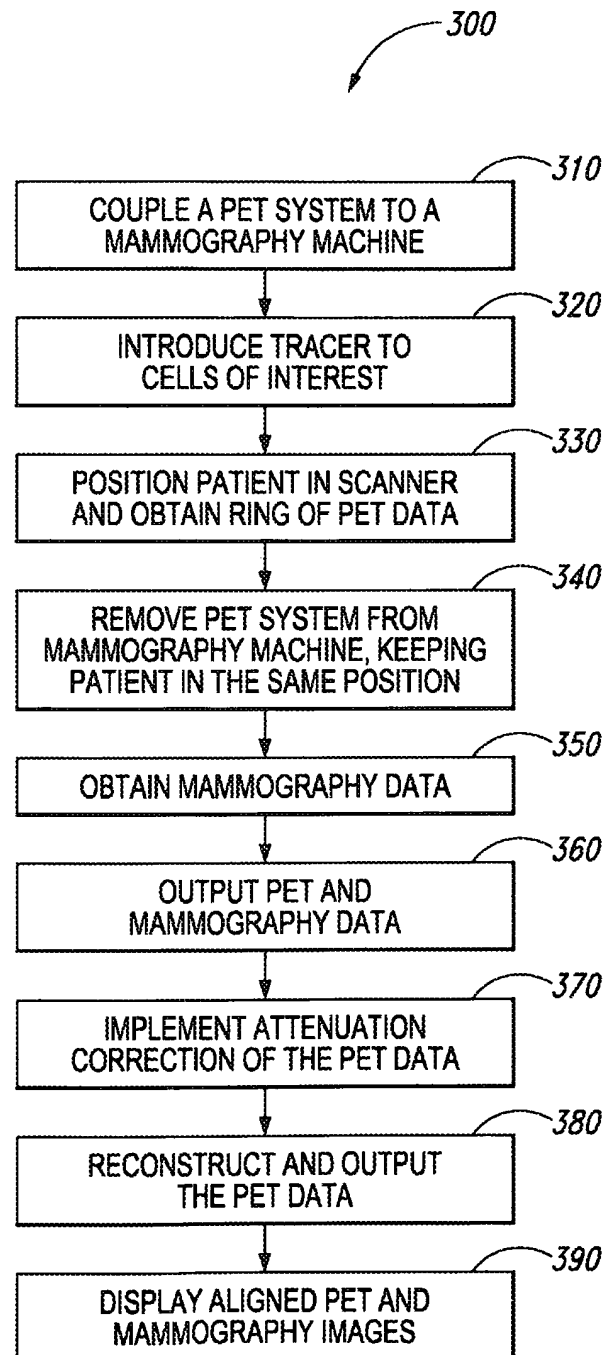 300
310
COUPLE A PET SYSTEM TO A
MAMMOGRAPHY MACHINE
320
INTRODUCE TRACER TO
CELLS OF INTEREST
330
POSITION PATIENT IN SCANNER
AND OBTAIN RING OF PET DATA
340
REMOVE PET SYSTEM FROM
MAMMOGRAPHY MACHINE, KEEPING
PATIENT IN THE SAME POSITION
350
OBTAIN MAMMOGRAPHY DATA
360
OUTPUT PET AND
MAMMOGRAPHY DATA
370
IMPLEMENT ATTENUATION
CORRECTION OF THE PET DATA
380
RECONSTRUCT AND OUTPUT
THE PET DATA
390
DISPLAY ALIGNED PET AND
MAMMOGRAPHY IMAGES